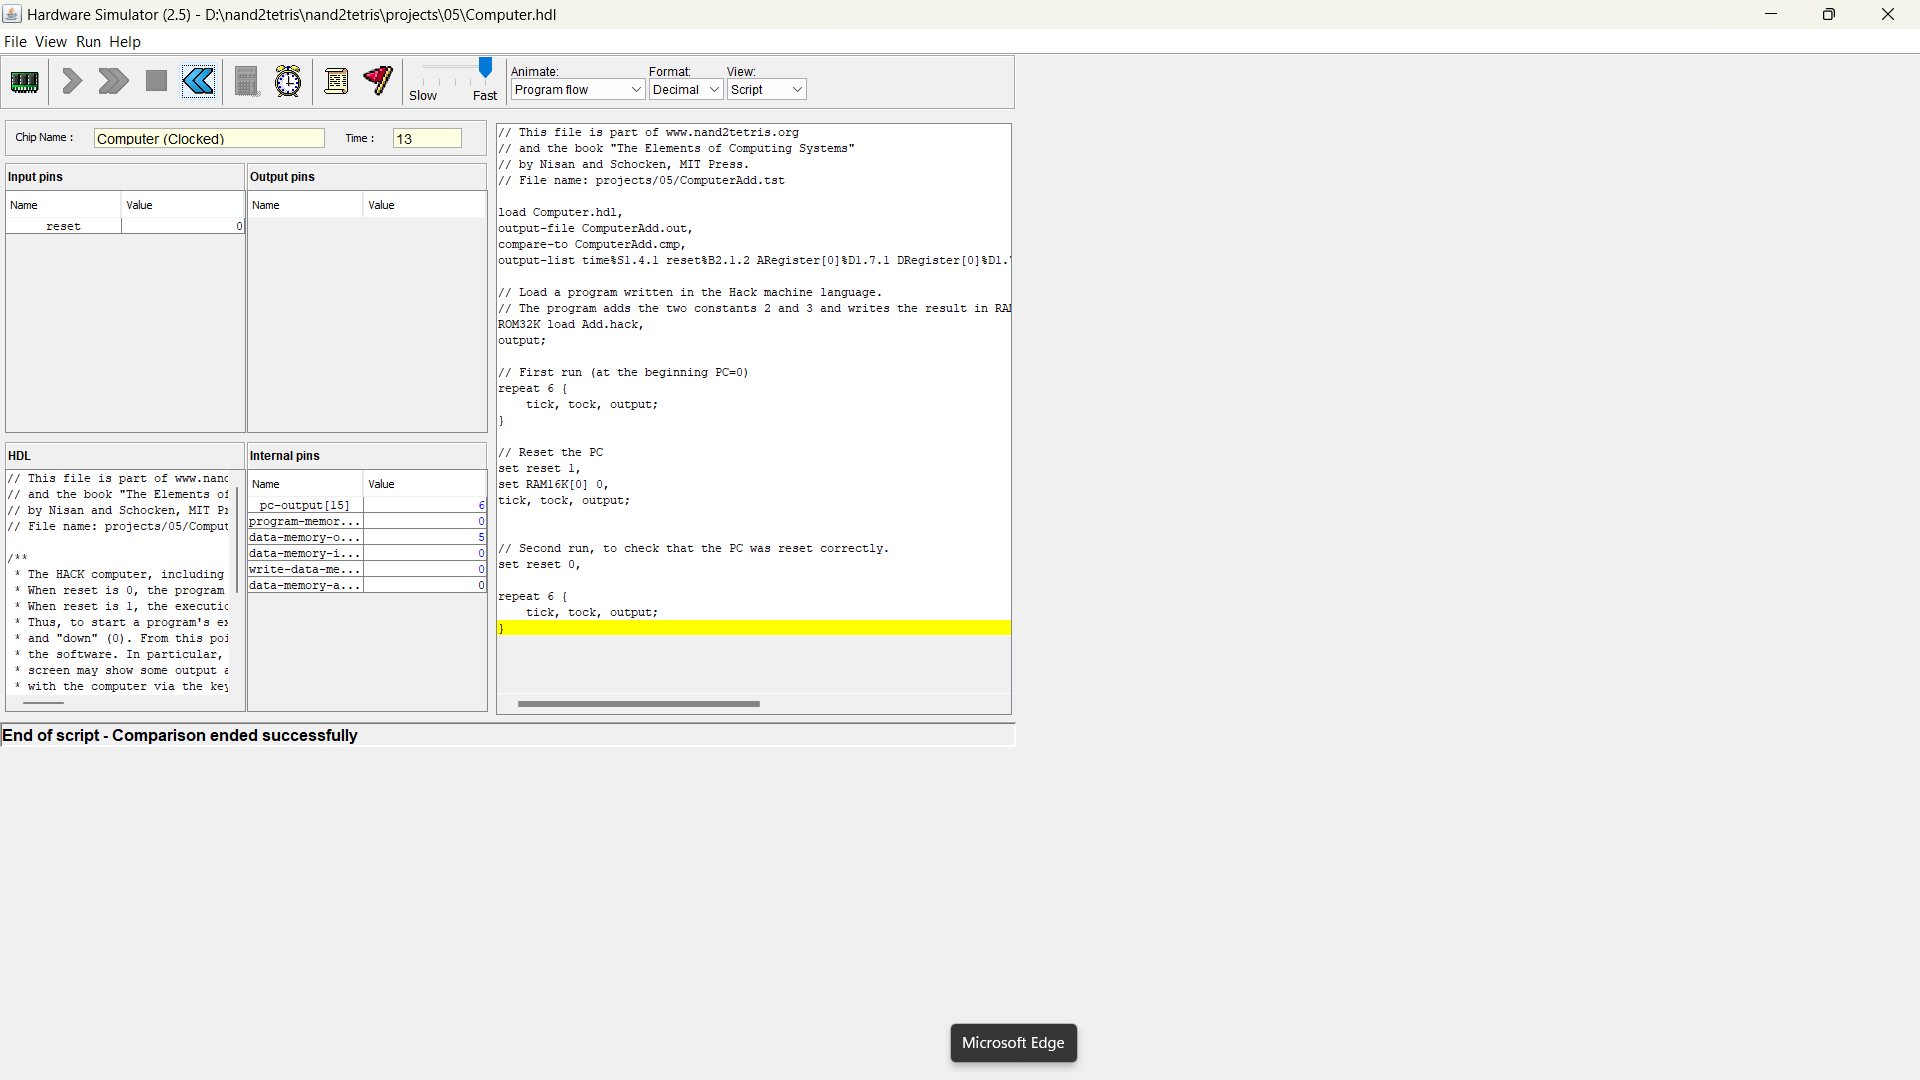 Hardware Simulator (2.5) - D:\nand2tetris\nand2tetris\projects\05\Computer.hdl
File View Run Help
Slow Fast
Animate: Format: View:
Program flow Decimal Script
Chip Name : Computer (Clocked) Time : 13
Input pins
Name Value
reset 0
Output pins
Name Value
HDL
// This file is part of www.nand
// and the book "The Elements of
// by Nisan and Schocken, MIT Pr
// File name: projects/05/Comput
/**
* The HACK computer, including
* When reset is 0, the program
* When reset is 1, the executio
* Thus, to start a program's ex
* and "down" (0). From this poi
* the software. In particular,
* screen may show some output a
* with the computer via the key
Internal pins
Name Value
pc-output[15] 6
program-memor... 0
data-memory-o... 5
data-memory-i... 0
write-data-me... 0
data-memory-a... 0
// This file is part of www.nand2tetris.org
// and the book "The Elements of Computing Systems"
// by Nisan and Schocken, MIT Press.
// File name: projects/05/ComputerAdd.tst
load Computer.hdl,
output-file ComputerAdd.out,
compare-to ComputerAdd.cmp,
output-list time%S1.4.1 reset%B2.1.2 ARegister[0]%D1.7.1 DRegister[0]%D1.7
// Load a program written in the Hack machine language.
// The program adds the two constants 2 and 3 and writes the result in RAM
ROM32K load Add.hack,
output;
// First run (at the beginning PC=0)
repeat 6 {
tick, tock, output;
}
// Reset the PC
set reset 1,
set RAM16K[0] 0,
tick, tock, output;
// Second run, to check that the PC was reset correctly.
set reset 0,
repeat 6 {
tick, tock, output;
}
End of script - Comparison ended successfully
Microsoft Edge